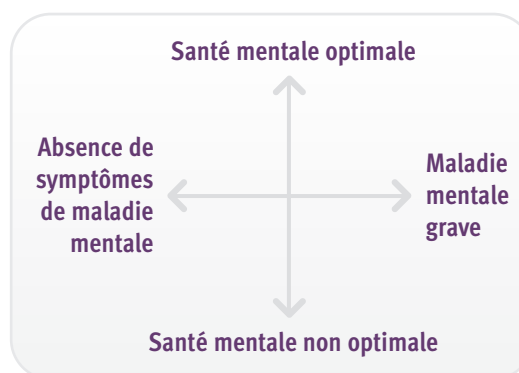 Santé mentale optimale
Absence de
symptômes
de maladie
mentale
Maladie
mentale
grave
Santé mentale non optimale